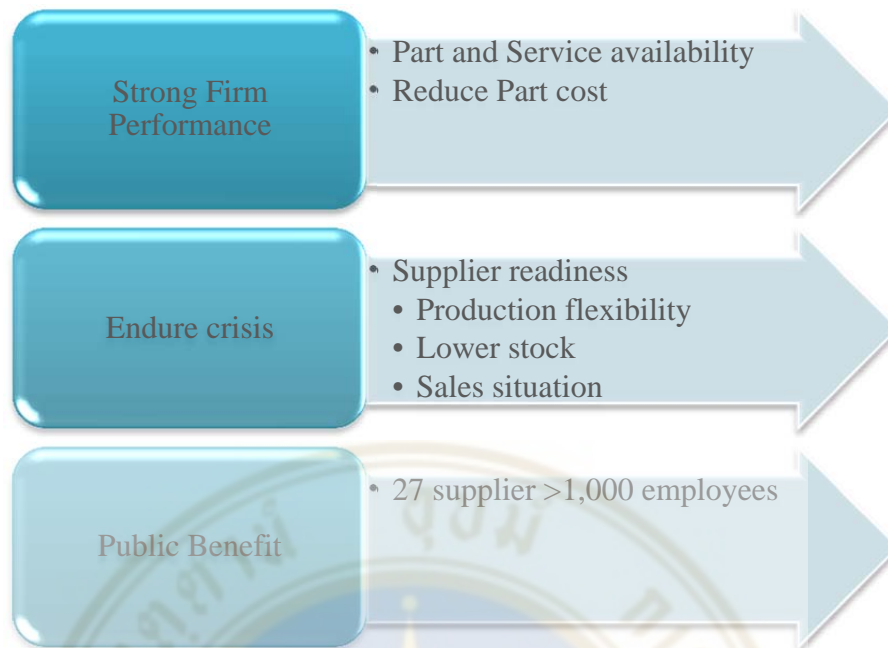 Strong Firm
Performance
• Part and Service availability
• Reduce Part cost
Endure crisis
• Supplier readiness
• Production flexibility
• Lower stock
• Sales situation
Public Benefit
• 27 supplier >1,000 employees